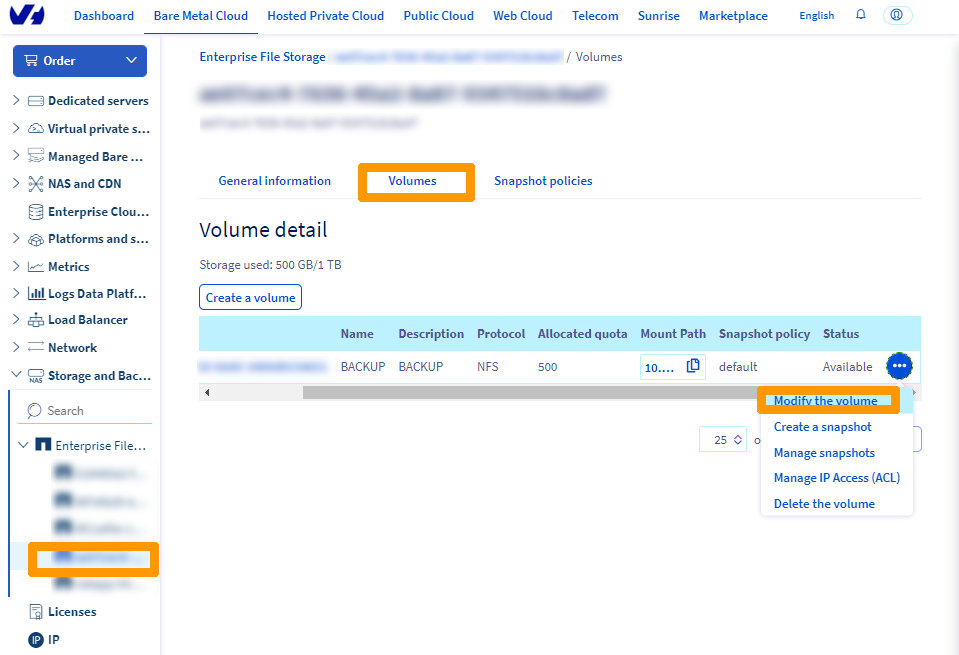 Dashboard Bare Metal Cloud Hosted Private Cloud Public Cloud Web Cloud Telecom Sunrise Marketplace English
Order
Dedicated servers
Virtual private s...
Managed Bare ...
NAS and CDN
Enterprise Clou...
Platforms and s...
Metrics
Logs Data Platf...
Load Balancer
Network
NAS Storage and Bac...
Search
Enterprise File...
Licenses
IP IP
Enterprise File Storage / Volumes
General information Volumes Snapshot policies
Volume detail
Storage used: 500 GB/1 TB
Create a volume
Name Description Protocol Allocated quota Mount Path Snapshot policy Status
BACKUP BACKUP NFS 500 10.... default Available
Modify the volume
25 o
Create a snapshot
Manage snapshots
Manage IP Access (ACL)
Delete the volume